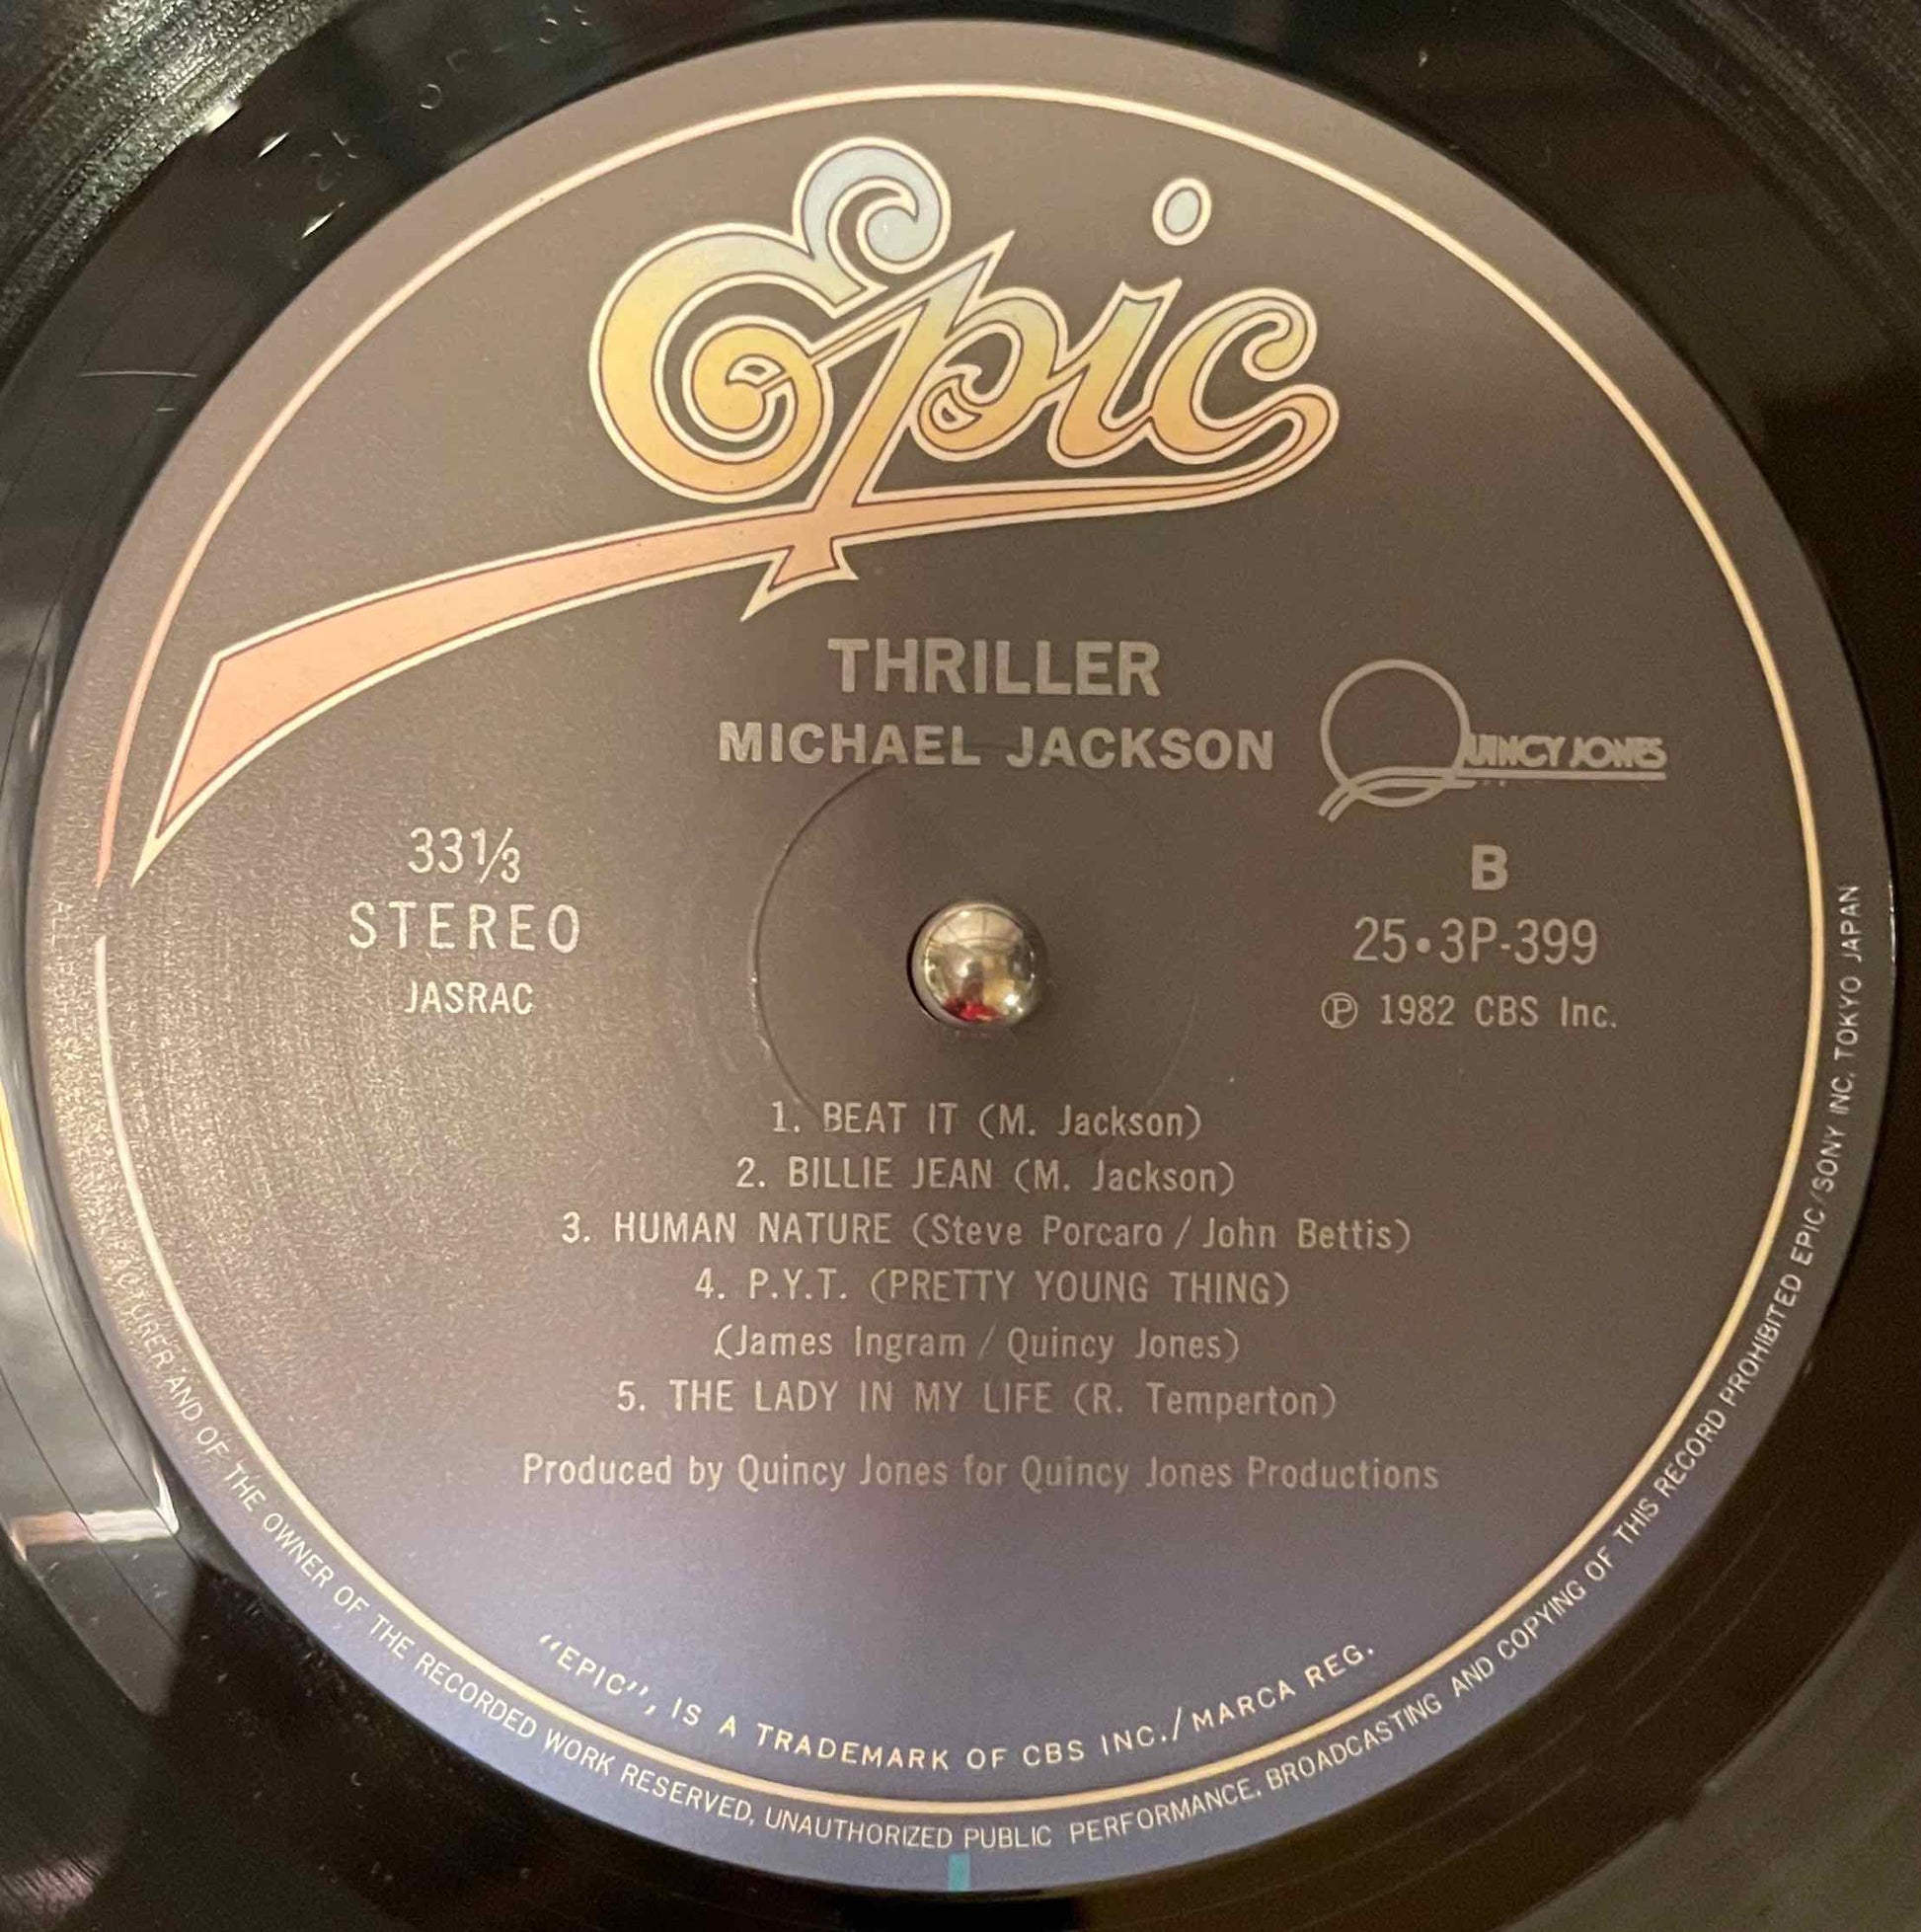 Epic
THRILLER
MICHAEL JACKSON
QUINCY JONES
33⅓
STEREO
JASRAC
B
25•3P-399
Ⓟ 1982 CBS Inc.
1. BEAT IT (M. Jackson)
2. BILLIE JEAN (M. Jackson)
3. HUMAN NATURE (Steve Porcaro / John Bettis)
4. P.Y.T. (PRETTY YOUNG THING)
(James Ingram / Quincy Jones)
5. THE LADY IN MY LIFE (R. Temperton)
Produced by Quincy Jones for Quincy Jones Productions
"EPIC", IS A TRADEMARK OF CBS INC./MARCA REG.
AND OF THE OWNER OF THE RECORDED WORK RESERVED, UNAUTHORIZED PUBLIC PERFORMANCE, BROADCASTING AND COPYING OF THIS RECORD PROHIBITED EPIC/SONY INC. TOKYO JAPAN